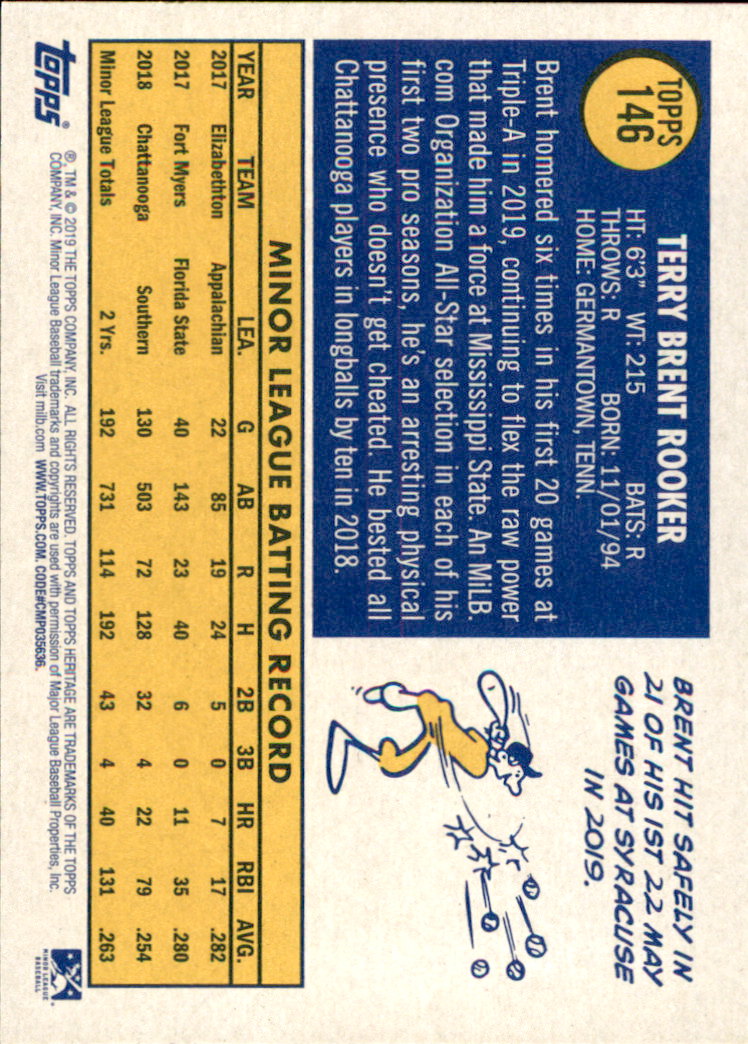 TOPPS
146
TERRY BRENT ROOKER
HT: 6'3" WT: 215 BATS: R
THROWS: R BORN: 11/01/94
HOME: GERMANTOWN, TENN.
Brent homered six times in his first 20 games at
Triple-A in 2019, continuing to flex the raw power
that made him a force at Mississippi State. An MiLB.
com Organization All-Star selection in each of his
first two pro seasons, he's an arresting physical
presence who doesn't get cheated. He bested all
Chattanooga players in longballs by ten in 2018.
BRENT HIT SAFELY IN
21 OF HIS 1ST 22 MAY
GAMES AT SYRACUSE
IN 2019.
MINOR LEAGUE BATTING RECORD
YEAR TEAM LEA. G AB R H 2B 3B HR RBI AVG.
2017 Elizabethton Appalachian 22 85 19 24 5 0 7 17 .282
2017 Fort Myers Florida State 40 143 23 40 6 0 11 35 .280
2018 Chattanooga Southern 130 503 72 128 32 4 22 79 .254
Minor League Totals 2 Yrs. 192 731 114 192 43 4 40 131 .263
topps®
®, TM & © 2019 THE TOPPS COMPANY, INC. ALL RIGHTS RESERVED. TOPPS AND TOPPS HERITAGE ARE TRADEMARKS OF THE TOPPS
COMPANY, INC. Minor League Baseball trademarks and copyrights are used with permission of Major League Baseball Properties, Inc.
Visit milb.com WWW.TOPPS.COM. CODE#CMP035636.
MINOR LEAGUE
BASEBALL